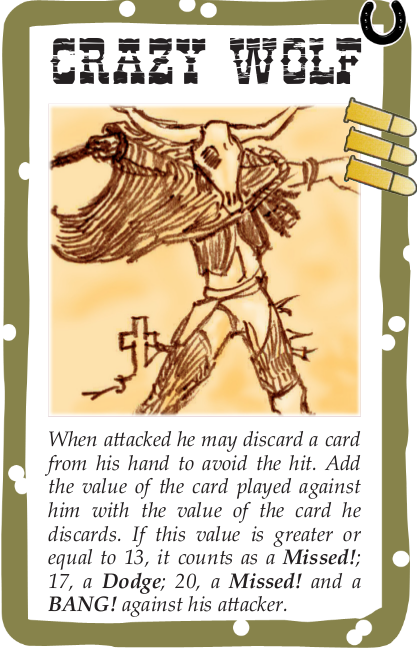 CRAZY WOLF
When attacked he may discard a card
from his hand to avoid the hit. Add
the value of the card played against
him with the value of the card he
discards. If this value is greater or
equal to 13, it counts as a Missed!;
17, a Dodge; 20, a Missed! and a
BANG! against his attacker.